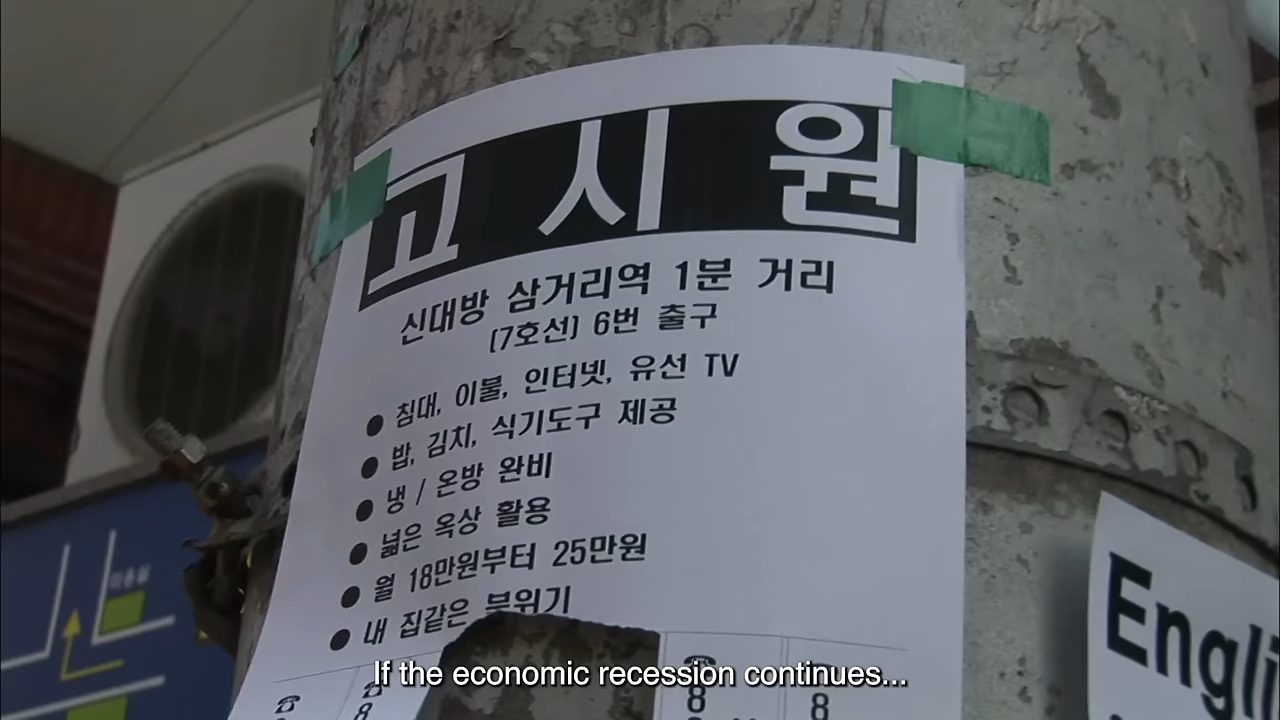 고시원
신대방 삼거리역 1분 거리
(7호선) 6번 출구
● 침대, 이불, 인터넷, 유선 TV
● 밥, 김치, 식기도구 제공
● 냉 / 온방 완비
● 넓은 옥상 활용
● 월 18만원부터 25만원
● 내 집같은 분위기
☎ ☎ ☎
8 8 8
Engli
If the economic recession continues...